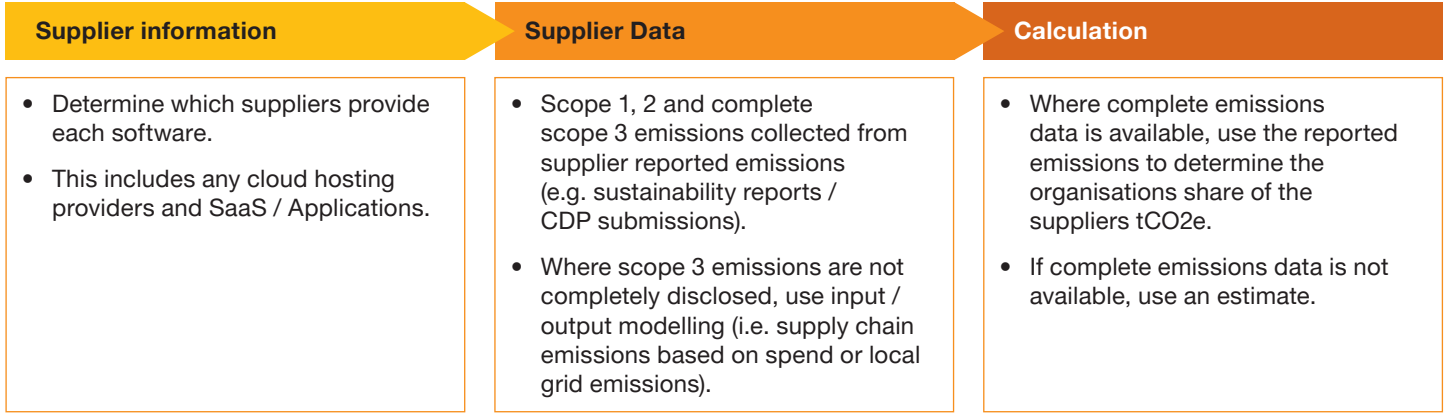 Supplier information
• Determine which suppliers provide
each software.
• This includes any cloud hosting
providers and SaaS / Applications.
Supplier Data
• Scope 1, 2 and complete
scope 3 emissions collected from
supplier reported emissions
(e.g. sustainability reports /
CDP submissions).
• Where scope 3 emissions are not
completely disclosed, use input /
output modelling (i.e. supply chain
emissions based on spend or local
grid emissions).
Calculation
• Where complete emissions
data is available, use the reported
emissions to determine the
organisations share of the
suppliers tCO2e.
• If complete emissions data is not
available, use an estimate.